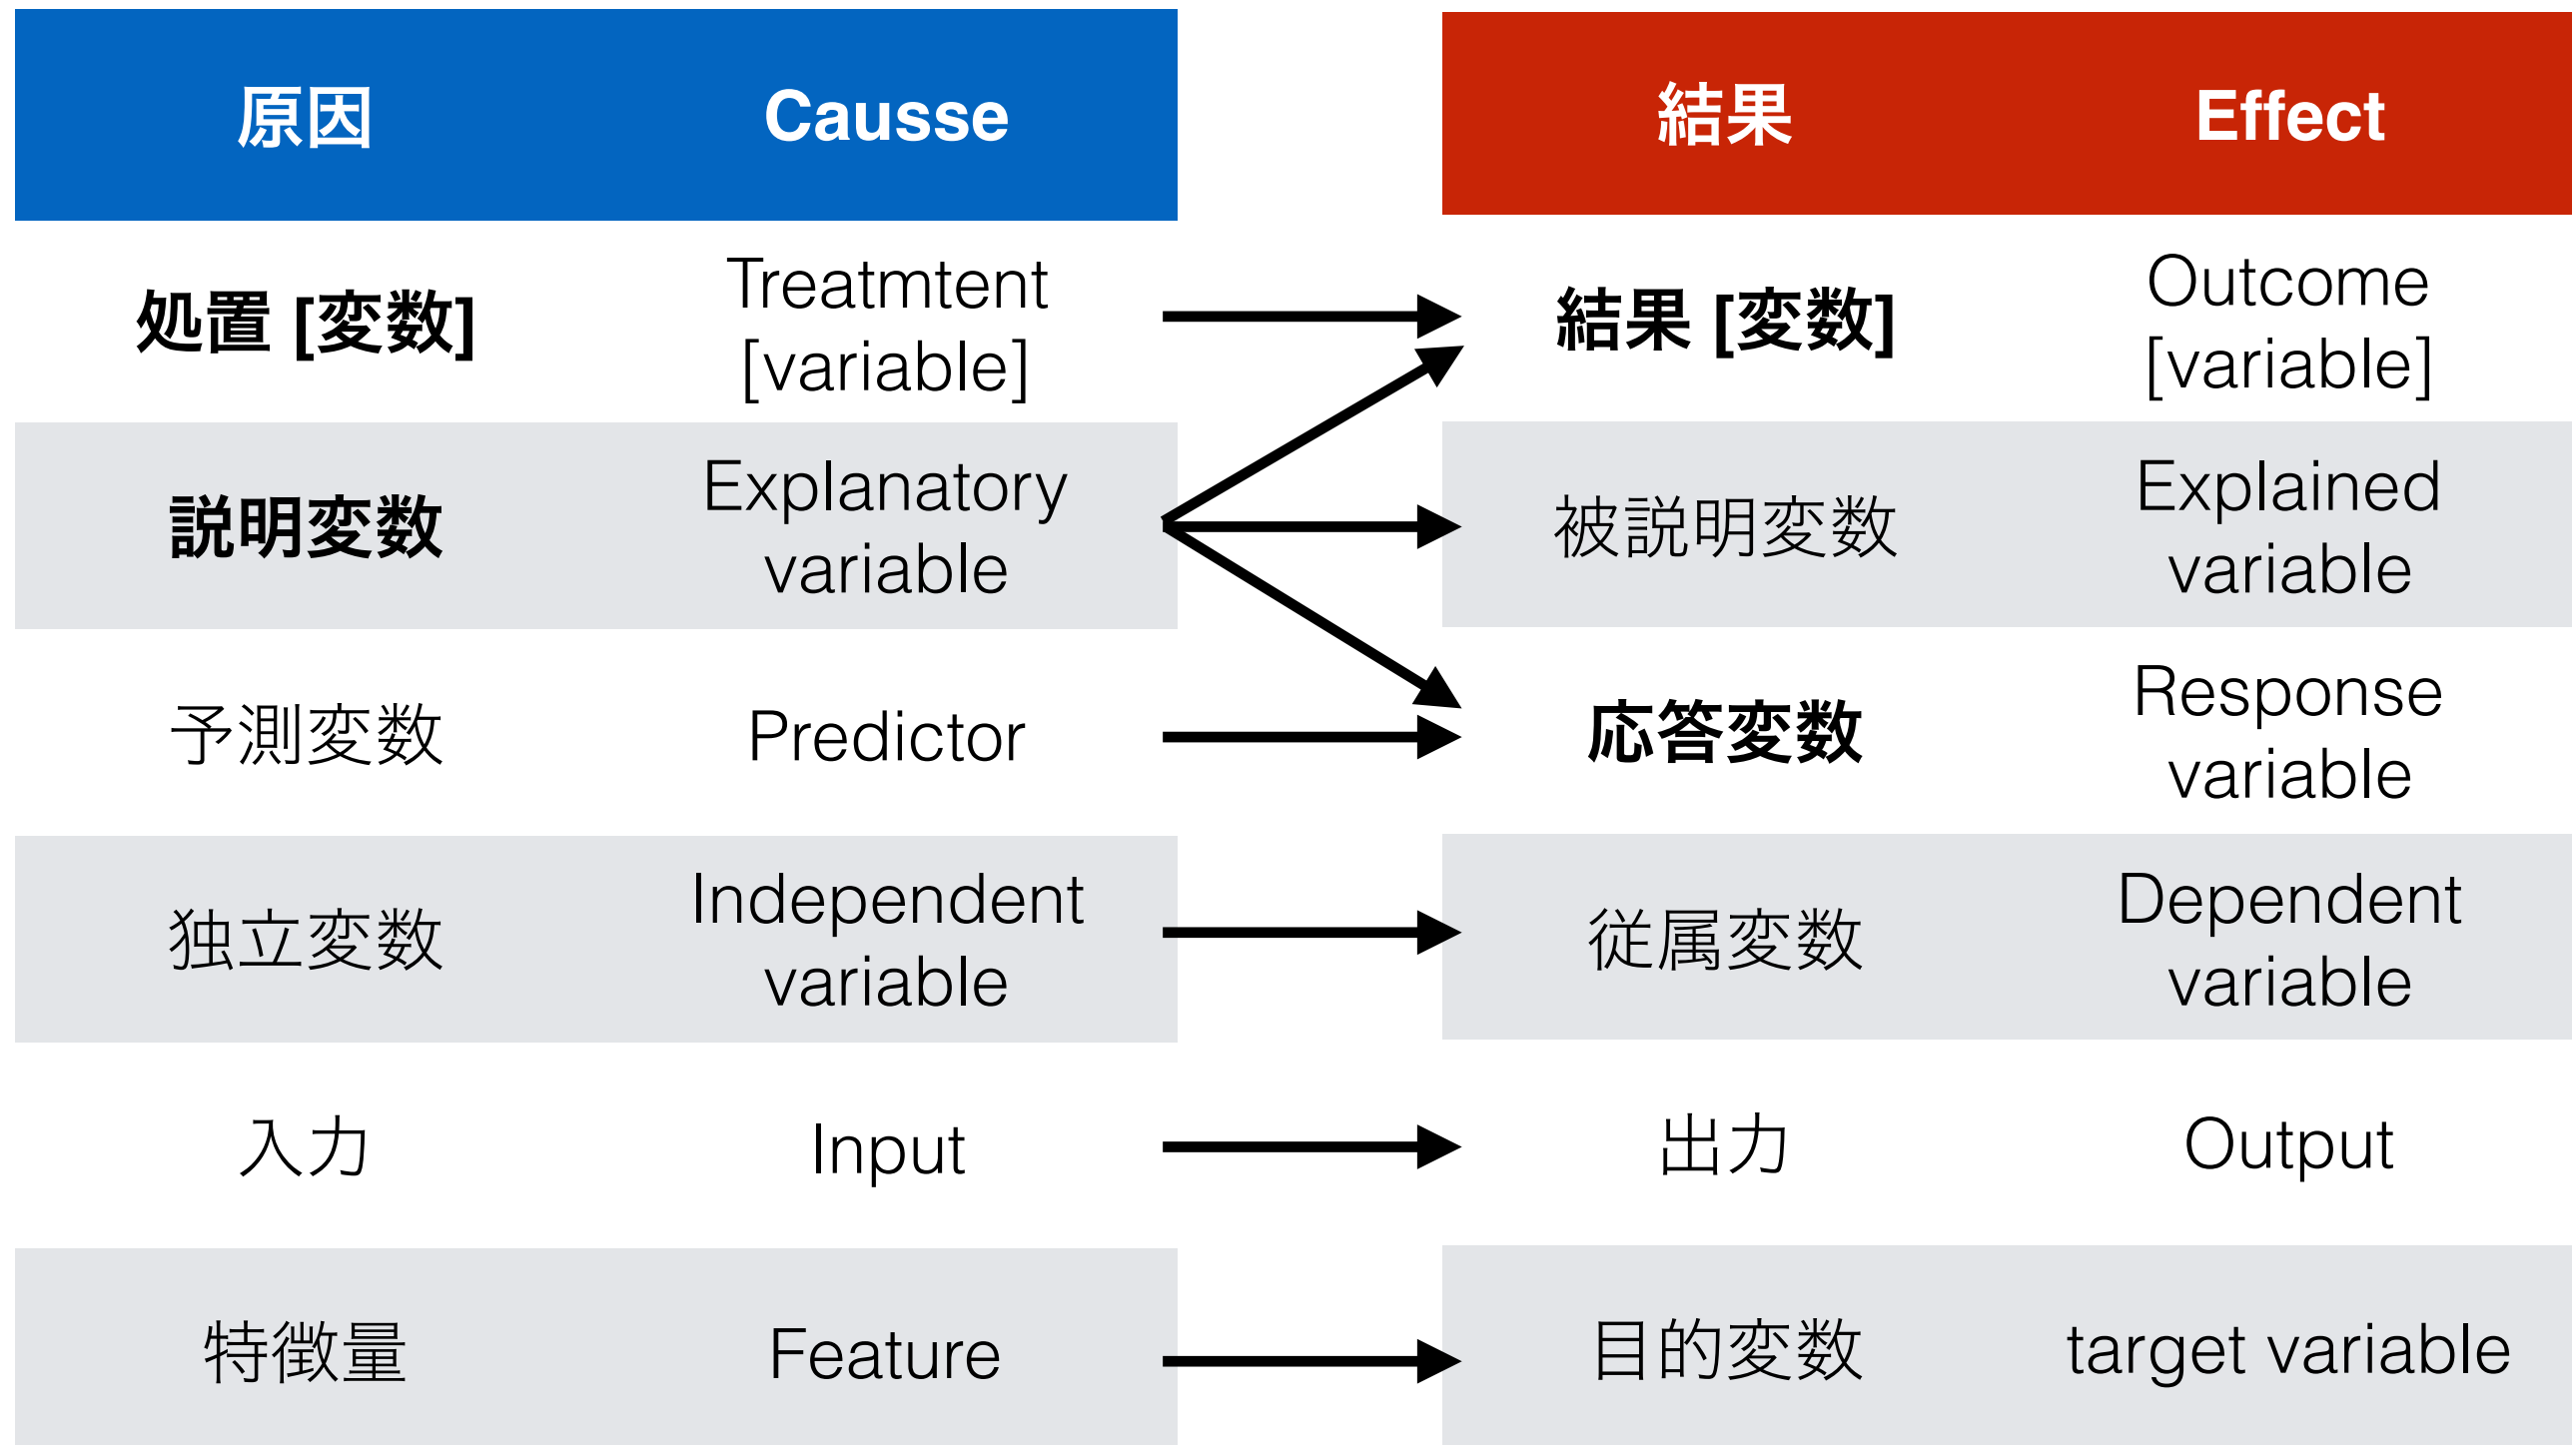 原因 Causse 結果 Effect
処置 [変数] Treatmtent [variable] 結果 [変数] Outcome [variable]
説明変数 Explanatory variable 被説明変数 Explained variable
予測変数 Predictor 応答変数 Response variable
独立変数 Independent variable 従属変数 Dependent variable
入力 Input 出力 Output
特徴量 Feature 目的変数 target variable